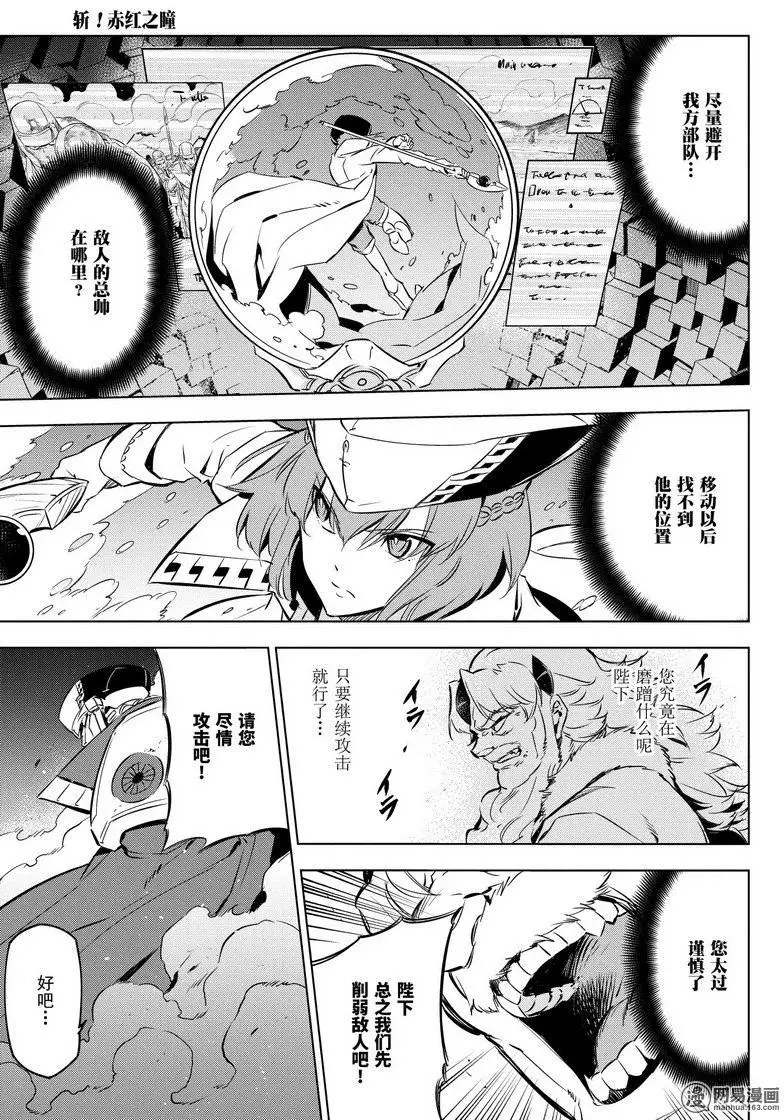 斩！赤红之瞳
尽量避开
我方部队…
敌人的总帅
在哪里？
移动以后
找不到
他的位置
您究竟在
磨蹭什么呢
陛下
只要继续攻击
就行了…
イラ
イラ
请您
尽情
攻击吧！
您太过
谨慎了
陛下
总之我们先
削弱敌人吧！
好吧…
网易漫画
manhua.163.com